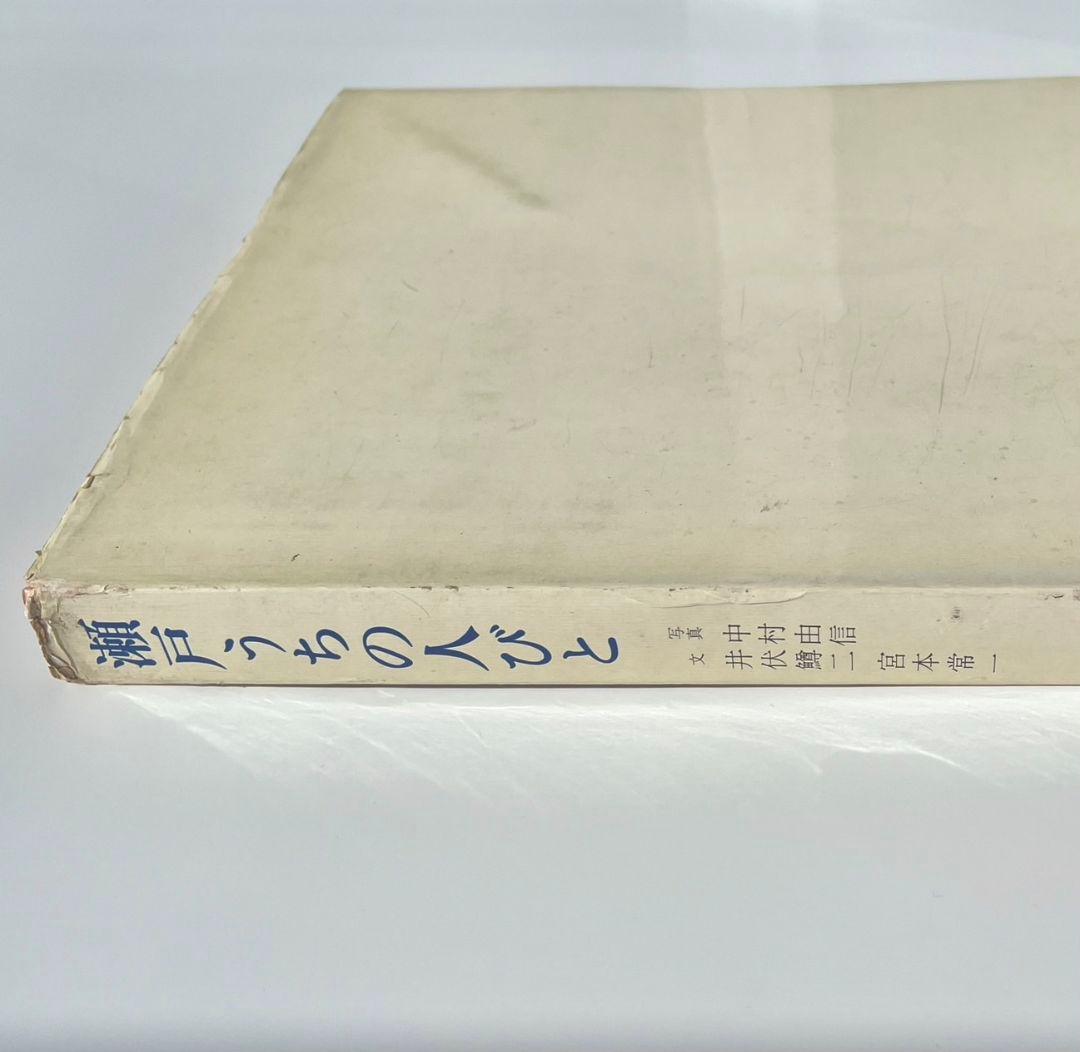 瀬戸うちの人びと
写真 中村由信
文 井伏鱒二 宮本常一